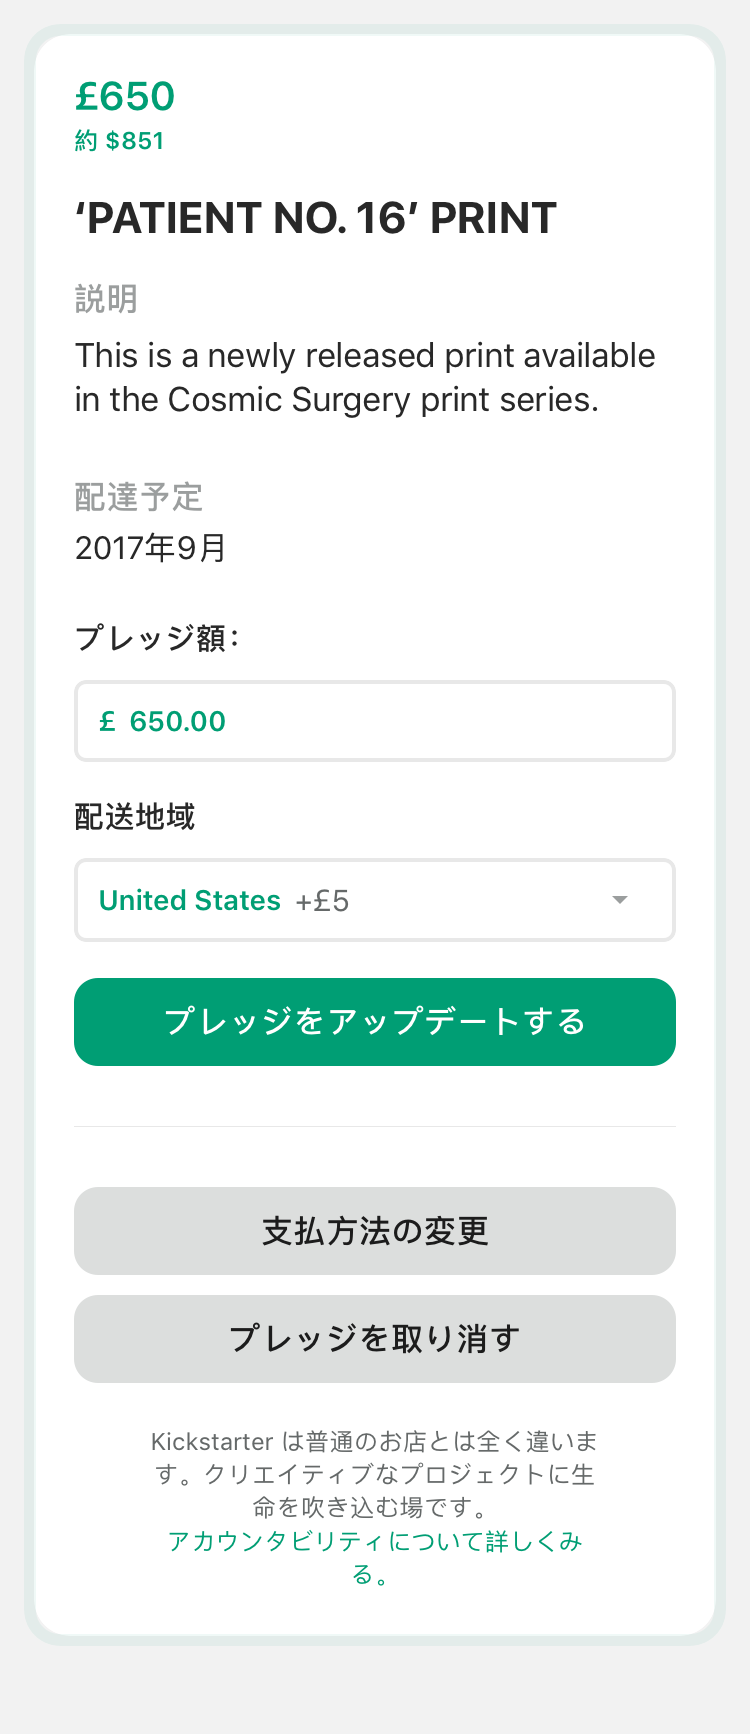 £650
約 $851
‘PATIENT NO. 16’ PRINT
説明
This is a newly released print available
in the Cosmic Surgery print series.
配達予定
2017年9月
プレッジ額：
£ 650.00
配送地域
United States +£5
プレッジをアップデートする
支払方法の変更
プレッジを取り消す
Kickstarter は普通のお店とは全く違いま
す。クリエイティブなプロジェクトに生
命を吹き込む場です。
アカウンタビリティについて詳しくみ
る。